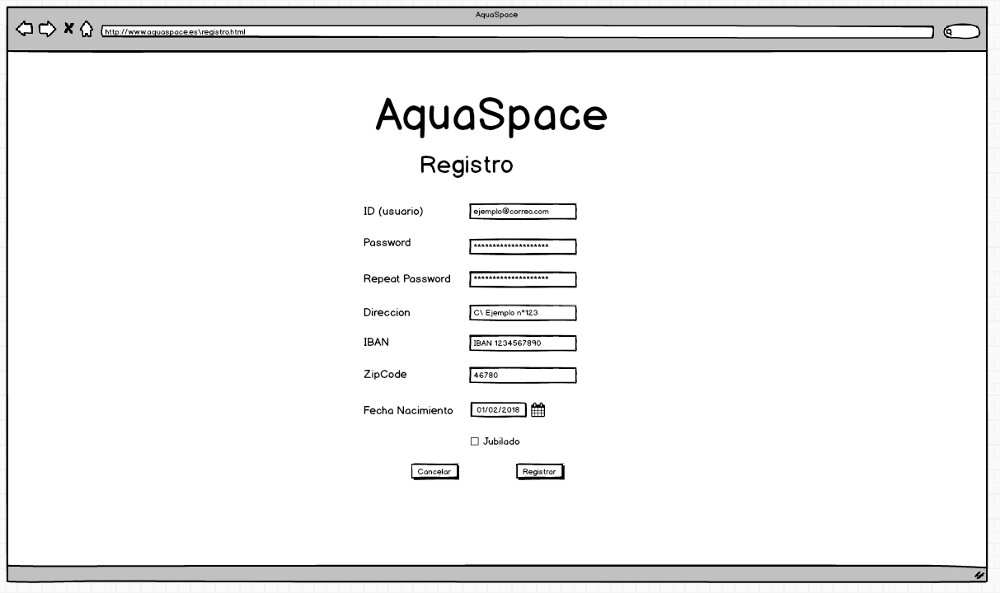 AquaSpace
http://www.aquaspace.es\registro.html
AquaSpace
Registro
ID (usuario) ejemplo@correo.com
Password ********************
Repeat Password ********************
Direccion C\ Ejemplo nº123
IBAN IBAN 1234567890
ZipCode 46780
Fecha Nacimiento 01/02/2018
Jubilado
Cancelar Registrar